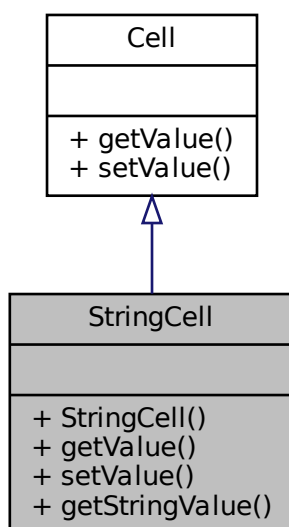 Cell
+ getValue()
+ setValue()
StringCell
+ StringCell()
+ getValue()
+ setValue()
+ getStringValue()